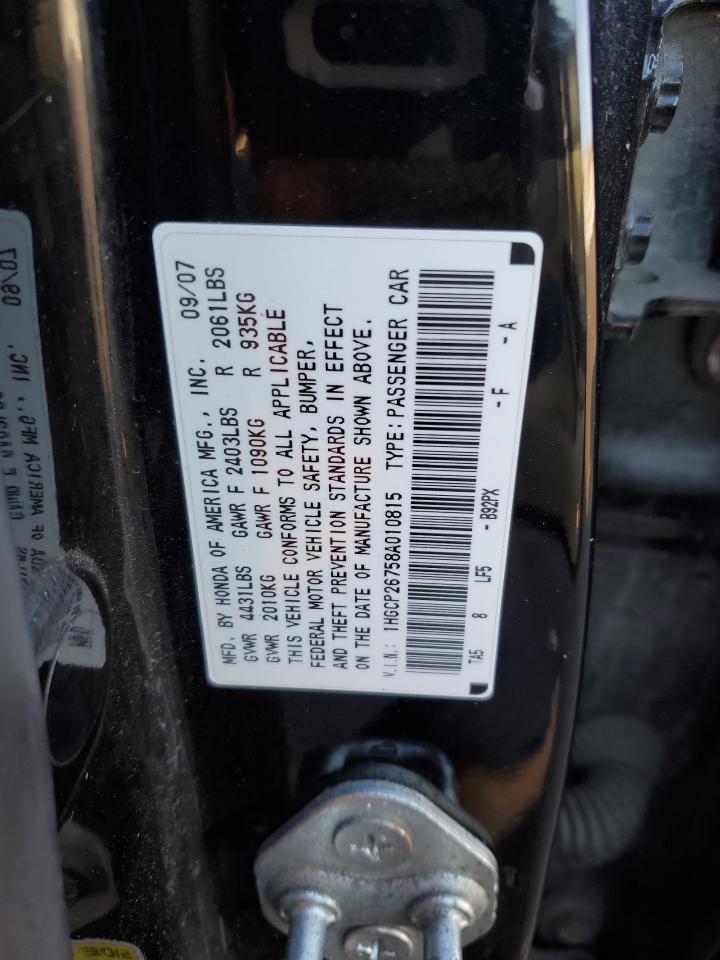 MFD. BY HONDA OF AMERICA MFG., INC. 09/07
GVWR 4431LBS GAWR F 2403LBS R 2061LBS
GVWR 2010KG GAWR F 1090KG R 935KG
THIS VEHICLE CONFORMS TO ALL APPLICABLE
FEDERAL MOTOR VEHICLE SAFETY, BUMPER,
AND THEFT PREVENTION STANDARDS IN EFFECT
ON THE DATE OF MANUFACTURE SHOWN ABOVE.
V.I.N.: 1HGCP26758A010815 TYPE: PASSENGER CAR
TA5 8 LF5 - B92PX - F - A